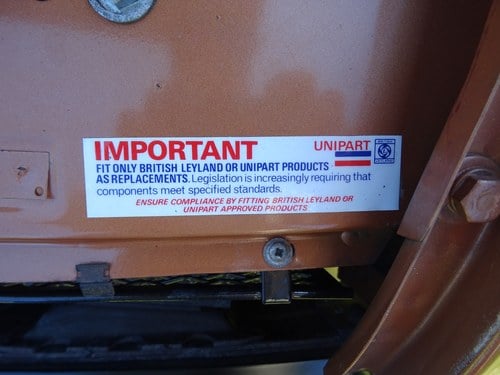 IMPORTANT
UNIPART
FIT ONLY BRITISH LEYLAND OR UNIPART PRODUCTS
AS REPLACEMENTS. Legislation is increasingly requiring that
components meet specified standards.
ENSURE COMPLIANCE BY FITTING BRITISH LEYLAND OR
UNIPART APPROVED PRODUCTS